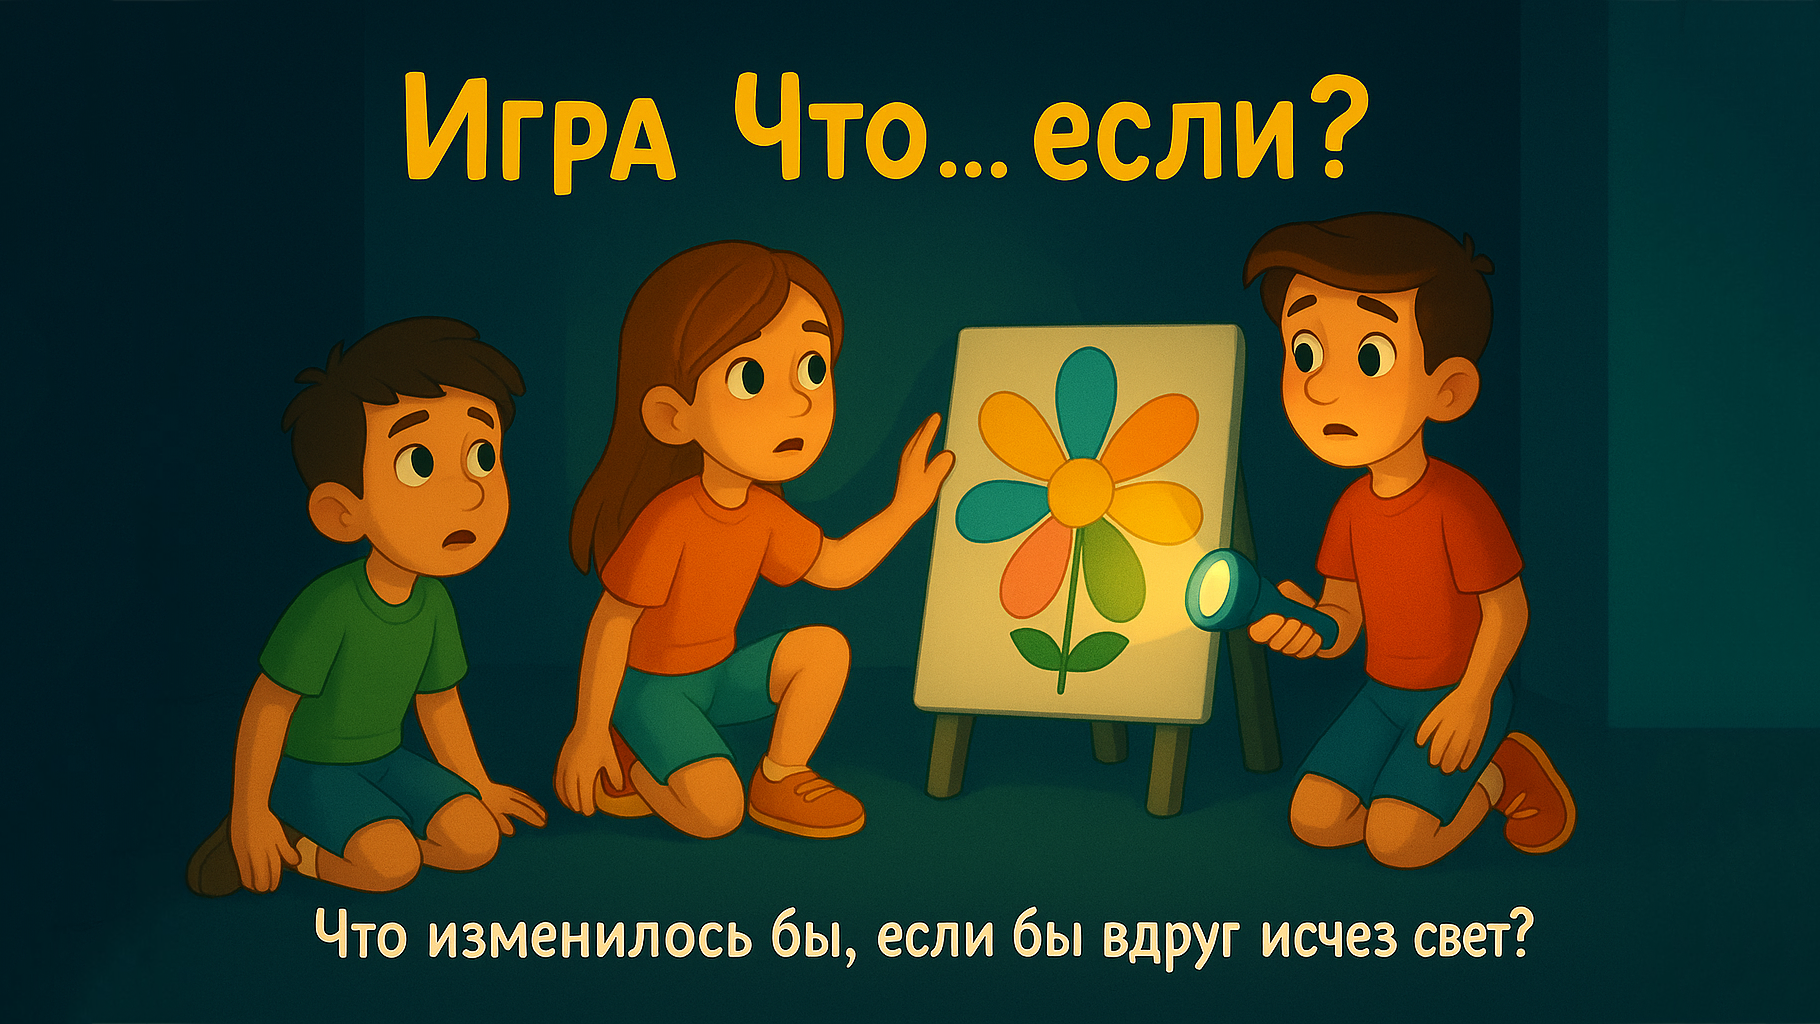 Игра Что... если?
Что изменилось бы, если бы вдруг исчез свет?